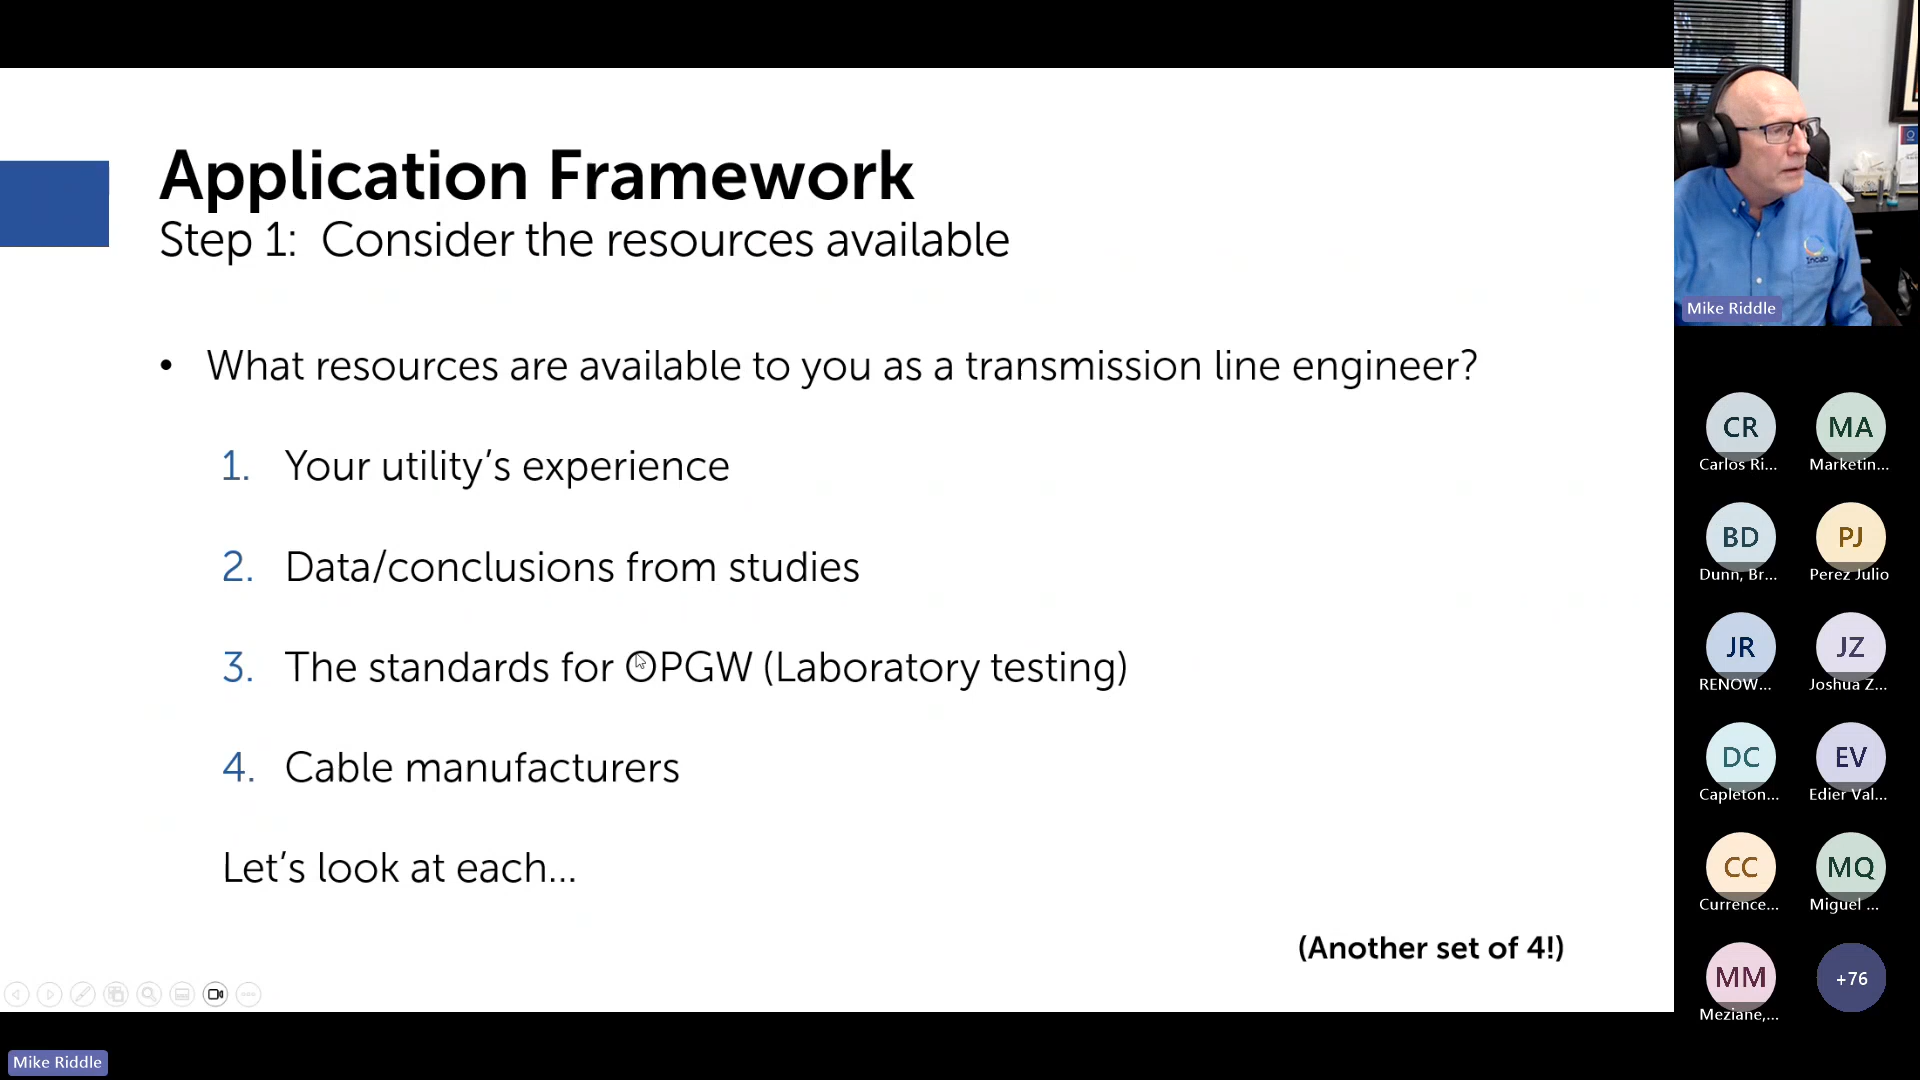 Application Framework
Step 1: Consider the resources available
• What resources are available to you as a transmission line engineer?
1. Your utility’s experience
2. Data/conclusions from studies
3. The standards for OPGW (Laboratory testing)
4. Cable manufacturers
Let’s look at each...
(Another set of 4!)
Mike Riddle
Incab
Mike Riddle
CR MA
Carlos Ri... Marketin...
BD PJ
Dunn, Br... Perez Julio
JR JZ
RENOW... Joshua Z...
DC EV
Capleton... Edier Val...
CC MQ
Currence... Miguel ...
MM +76
Meziane,...